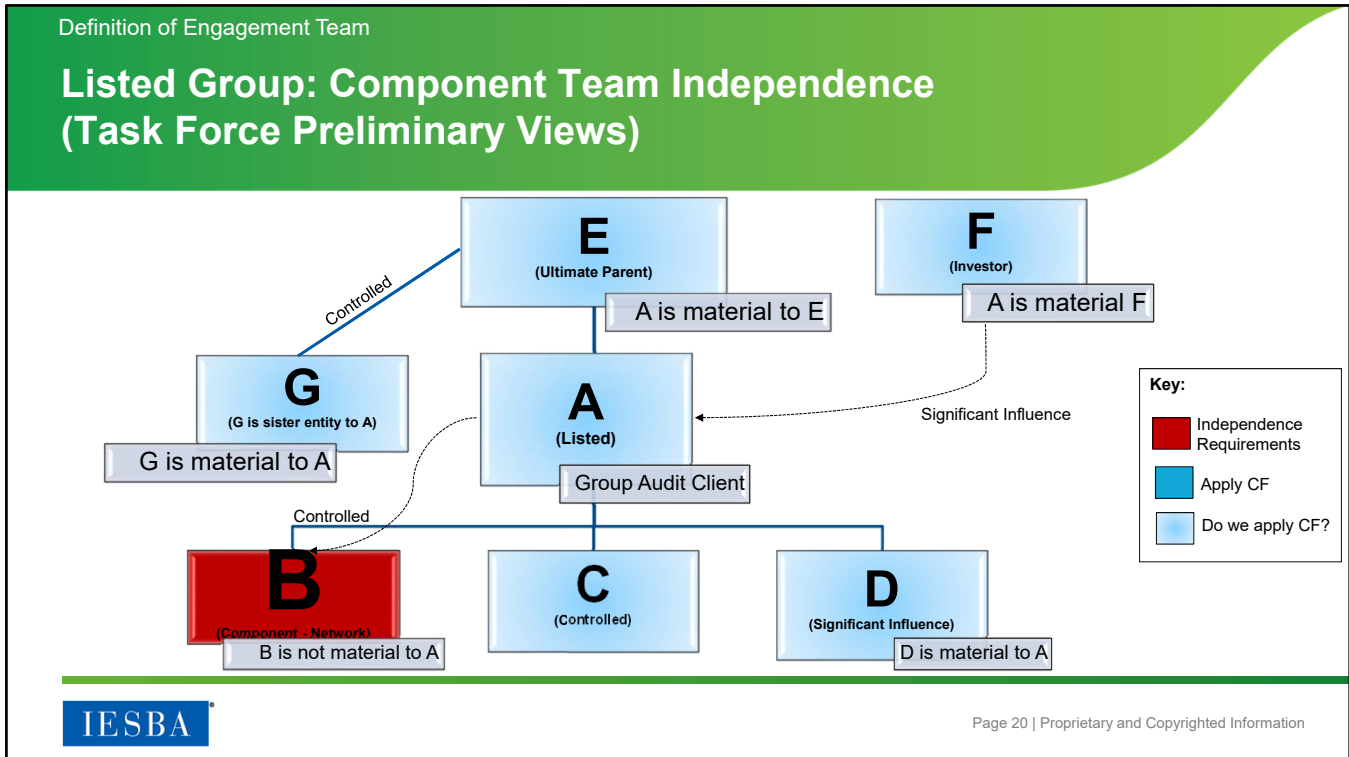 Definition of Engagement Team
Listed Group: Component Team Independence
(Task Force Preliminary Views)
E
(Ultimate Parent)
A is material to E
F
(Investor)
A is material F
Controlled
G
(G is sister entity to A)
G is material to A
A
(Listed)
Group Audit Client
Significant Influence
Key:
Independence
Requirements
Apply CF
Do we apply CF?
Controlled
B
(Component - Network)
B is not material to A
C
(Controlled)
D
(Significant Influence)
D is material to A
IESBA
Page 20 | Proprietary and Copyrighted Information